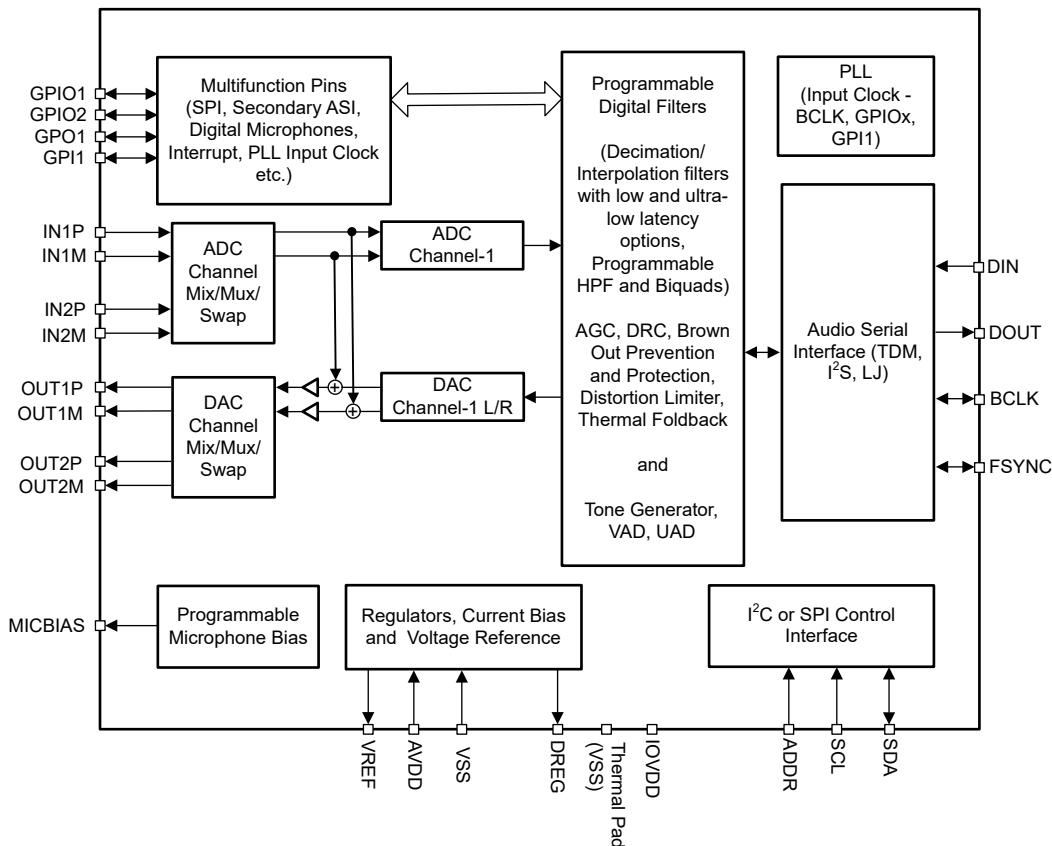 GPIO1
GPIO2
GPO1
GPI1
Multifunction Pins
(SPI, Secondary ASI,
Digital Microphones,
Interrupt, PLL Input Clock
etc.)
Programmable
Digital Filters
(Decimation/
Interpolation filters
with low and ultra-
low latency
options,
Programmable
HPF and Biquads)
AGC, DRC, Brown
Out Prevention
and Protection,
Distortion Limiter,
Thermal Foldback
and
Tone Generator,
VAD, UAD
PLL
(Input Clock -
BCLK, GPIOx,
GPI1)
IN1P
IN1M
IN2P
IN2M
ADC
Channel
Mix/Mux/
Swap
ADC
Channel-1
OUT1P
OUT1M
OUT2P
OUT2M
DAC
Channel
Mix/Mux/
Swap
DAC
Channel-1 L/R
Audio Serial
Interface (TDM,
I²S, LJ)
DIN
DOUT
BCLK
FSYNC
MICBIAS
Programmable
Microphone Bias
Regulators, Current Bias
and Voltage Reference
I²C or SPI Control
Interface
VREF
AVDD
VSS
DREG
Thermal Pad
(VSS)
IOVDD
ADDR
SCL
SDA